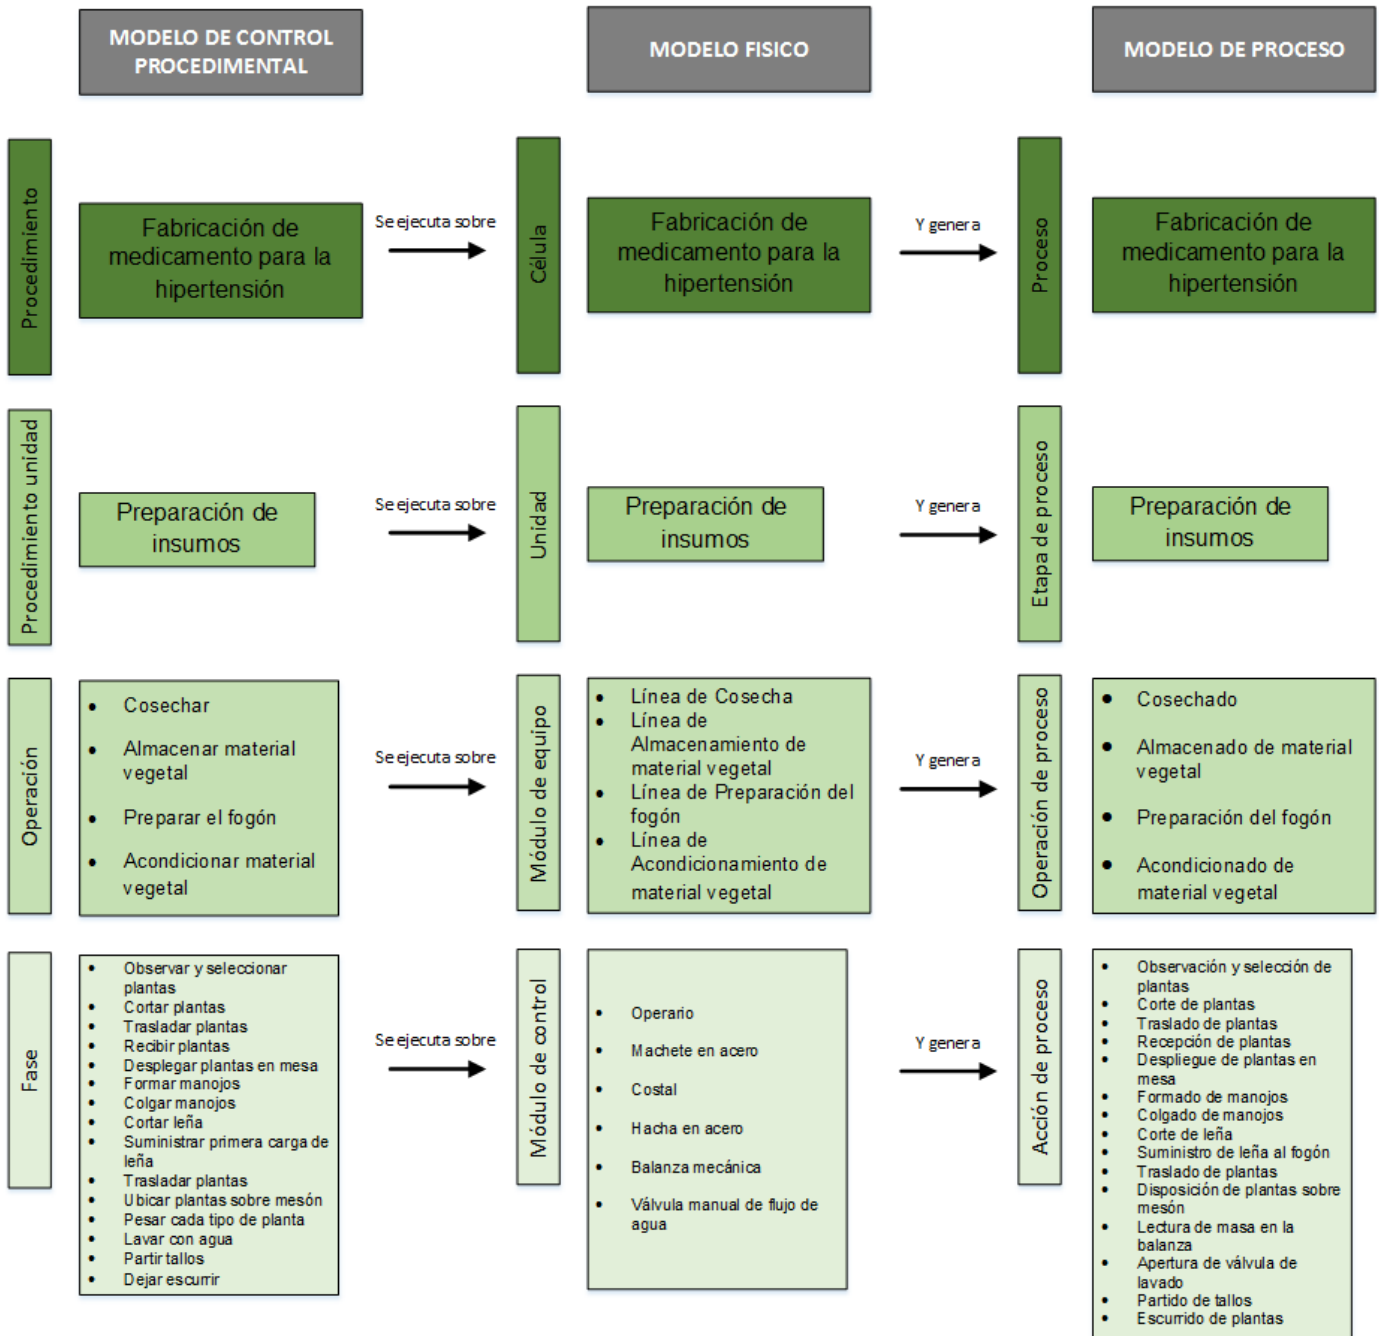 MODELO DE CONTROL
PROCEDIMENTAL
MODELO FISICO
MODELO DE PROCESO
Procedimiento
Fabricación de
medicamento para la
hipertensión
Se ejecuta sobre
Célula
Fabricación de
medicamento para la
hipertensión
Y genera
Proceso
Fabricación de
medicamento para la
hipertensión
Procedimiento unidad
Preparación de
insumos
Se ejecuta sobre
Unidad
Preparación de
insumos
Y genera
Etapa de proceso
Preparación de
insumos
Operación
• Cosechar
• Almacenar material
vegetal
• Preparar el fogón
• Acondicionar material
vegetal
Se ejecuta sobre
Módulo de equipo
• Línea de Cosecha
• Línea de
Almacenamiento de
material vegetal
• Línea de Preparación del
fogón
• Línea de
Acondicionamiento de
material vegetal
Y genera
Operación de proceso
• Cosechado
• Almacenado de material
vegetal
• Preparación del fogón
• Acondicionado de
material vegetal
Fase
• Observar y seleccionar
plantas
• Cortar plantas
• Trasladar plantas
• Recibir plantas
• Desplegar plantas en mesa
• Formar manojos
• Colgar manojos
• Cortar leña
• Suministrar primera carga de
leña
• Trasladar plantas
• Ubicar plantas sobre mesón
• Pesar cada tipo de planta
• Lavar con agua
• Partir tallos
• Dejar escurrir
Se ejecuta sobre
Módulo de control
• Operario
• Machete en acero
• Costal
• Hacha en acero
• Balanza mecánica
• Válvula manual de flujo de
agua
Y genera
Acción de proceso
• Observación y selección de
plantas
• Corte de plantas
• Traslado de plantas
• Recepción de plantas
• Despliegue de plantas en
mesa
• Formado de manojos
• Colgado de manojos
• Corte de leña
• Suministro de leña al fogón
• Traslado de plantas
• Disposición de plantas sobre
mesón
• Lectura de masa en la
balanza
• Apertura de válvula de
lavado
• Partido de tallos
• Escurrido de plantas